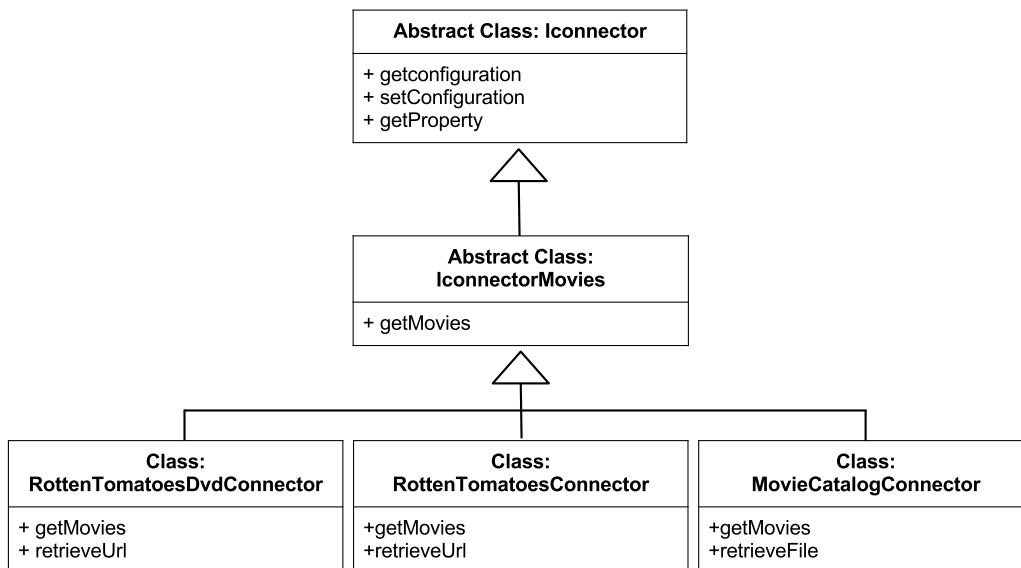 Abstract Class: Iconnector
+ getconfiguration
+ setConfiguration
+ getProperty
Abstract Class:
IconnectorMovies
+ getMovies
Class:
RottenTomatoesDvdConnector
+ getMovies
+ retrieveUrl
Class:
RottenTomatoesConnector
+getMovies
+retrieveUrl
Class:
MovieCatalogConnector
+getMovies
+retrieveFile